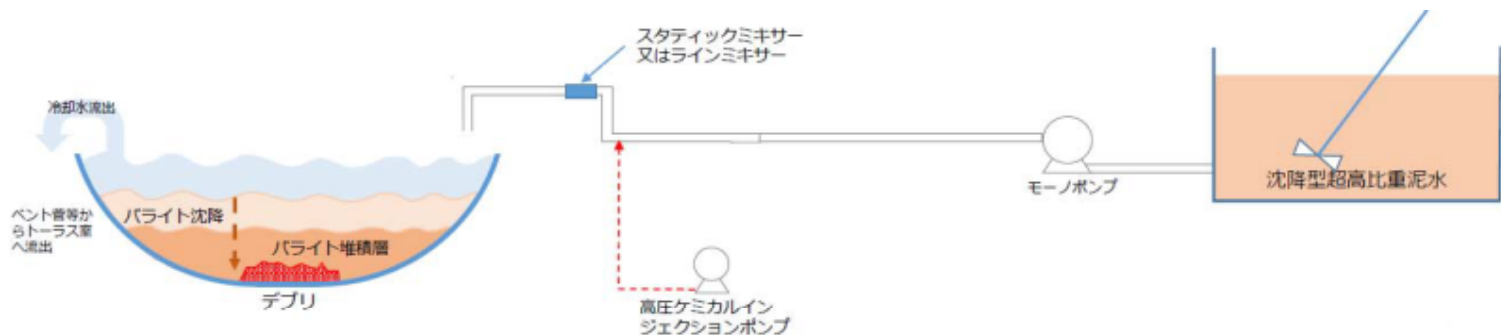 スタティックミキサー
又はラインミキサー
冷却水流出
沈降型超高比重泥水
モーノポンプ
ベント菅等か
らトーラス室
へ流出
バライト沈降
バライト堆積層
デブリ
高圧ケミカルイン
ジェクションポンプ